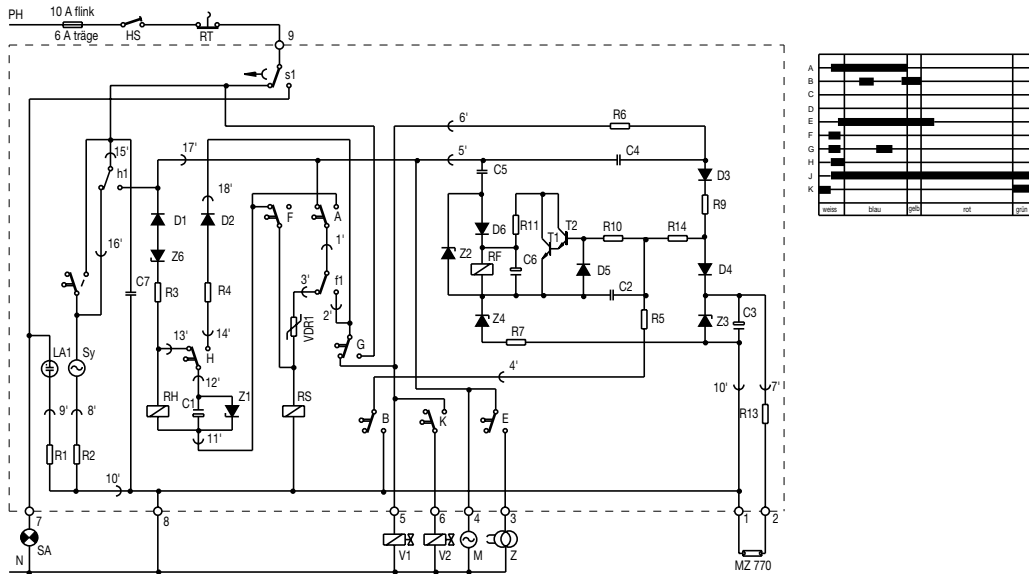 PH
10 A flink
6 A träge
HS
RT
9
s1
6'
R6
15'
h1
17'
5'
C4
C5
D3
18'
R9
D1
D2
F
A
R11
T1
T2
R10
R14
D6
1'
Z2
RF
C6
D5
D4
16'
Z6
C7
R3
R4
3'
f1
2'
C2
VDR1
Z4
R5
Z3
C3
R7
13'
14'
H
G
LA1
Sy
12'
4'
10'
7'
RH
C1
Z1
RS
B
K
E
R13
9'
8'
11'
R1
R2
10'
7
8
5
6
4
3
1
2
SA
V1
V2
M
Z
N
MZ 770
A
B
C
D
E
F
G
H
J
K
weiss
blau
gelb
rot
grün